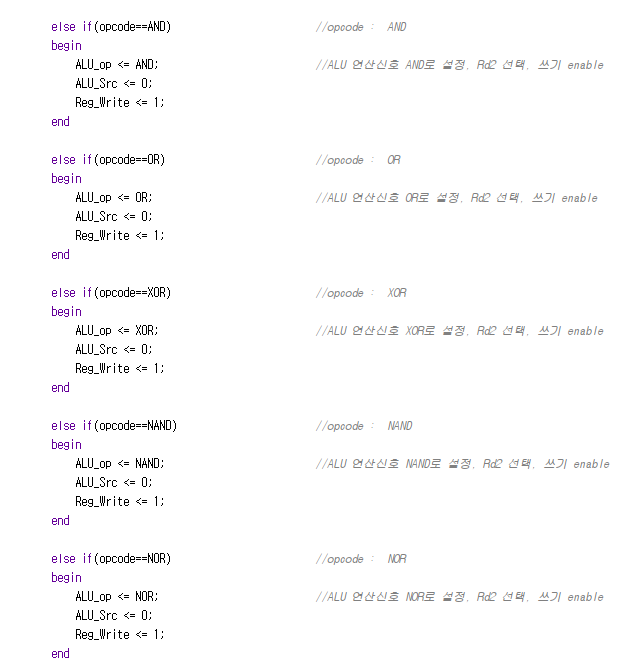 else if(opcode==AND) //opcode : AND
begin
ALU_op <= AND; //ALU 연산신호 AND로 설정, Rd2 선택, 쓰기 enable
ALU_Src <= 0;
Reg_Write <= 1;
end
else if(opcode==OR) //opcode : OR
begin
ALU_op <= OR; //ALU 연산신호 OR로 설정, Rd2 선택, 쓰기 enable
ALU_Src <= 0;
Reg_Write <= 1;
end
else if(opcode==XOR) //opcode : XOR
begin
ALU_op <= XOR; //ALU 연산신호 XOR로 설정, Rd2 선택, 쓰기 enable
ALU_Src <= 0;
Reg_Write <= 1;
end
else if(opcode==NAND) //opcode : NAND
begin
ALU_op <= NAND; //ALU 연산신호 NAND로 설정, Rd2 선택, 쓰기 enable
ALU_Src <= 0;
Reg_Write <= 1;
end
else if(opcode==NOR) //opcode : NOR
begin
ALU_op <= NOR; //ALU 연산신호 NOR로 설정, Rd2 선택, 쓰기 enable
ALU_Src <= 0;
Reg_Write <= 1;
end